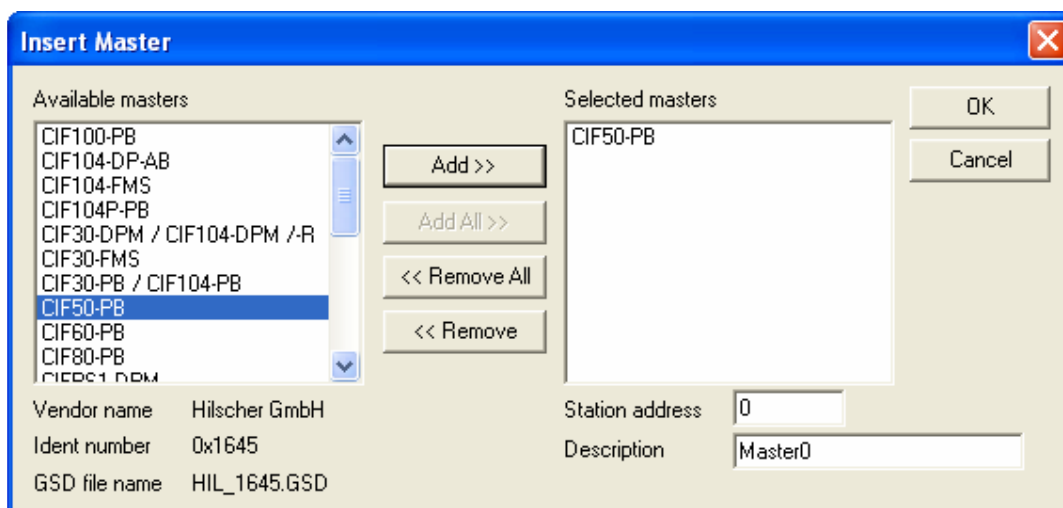 Insert Master
Available masters
CIF100-PB
CIF104-DP-AB
CIF104-FMS
CIF104P-PB
CIF30-DPM / CIF104-DPM /-R
CIF30-FMS
CIF30-PB / CIF104-PB
CIF50-PB
CIF60-PB
CIF80-PB
CIFPS1-DPM
Add >>
Add All >>
<< Remove All
<< Remove
Selected masters
CIF50-PB
OK
Cancel
Vendor name Hilscher GmbH
Ident number 0x1645
GSD file name HIL_1645.GSD
Station address 0
Description Master0